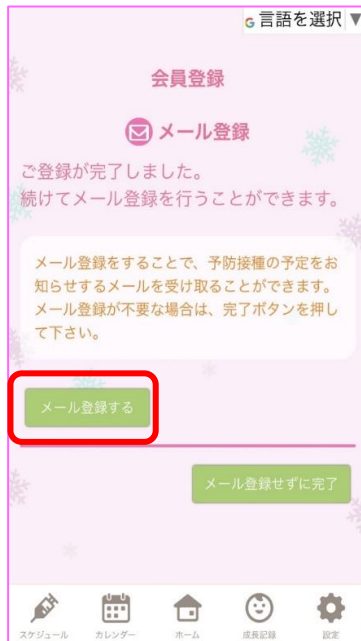 G 言語を選択 ▼
会員登録
メール登録
ご登録が完了しました。
続けてメール登録を行うことができます。
メール登録をすることで、予防接種の予定をお
知らせするメールを受け取ることができます。
メール登録が不要な場合は、完了ボタンを押し
て下さい。
メール登録する
メール登録せずに完了
スケジュール カレンダー ホーム 成長記録 設定